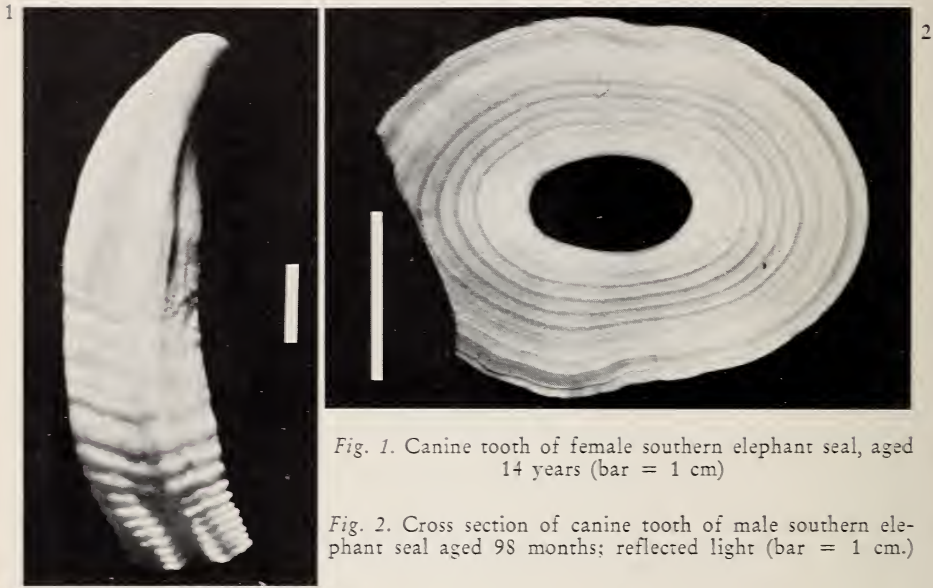 1
2
Fig. 1. Canine tooth of female southern elephant seal, aged
14 years (bar = 1 cm)
Fig. 2. Cross section of canine tooth of male southern ele-
phant seal aged 98 months; reflected light (bar = 1 cm.)